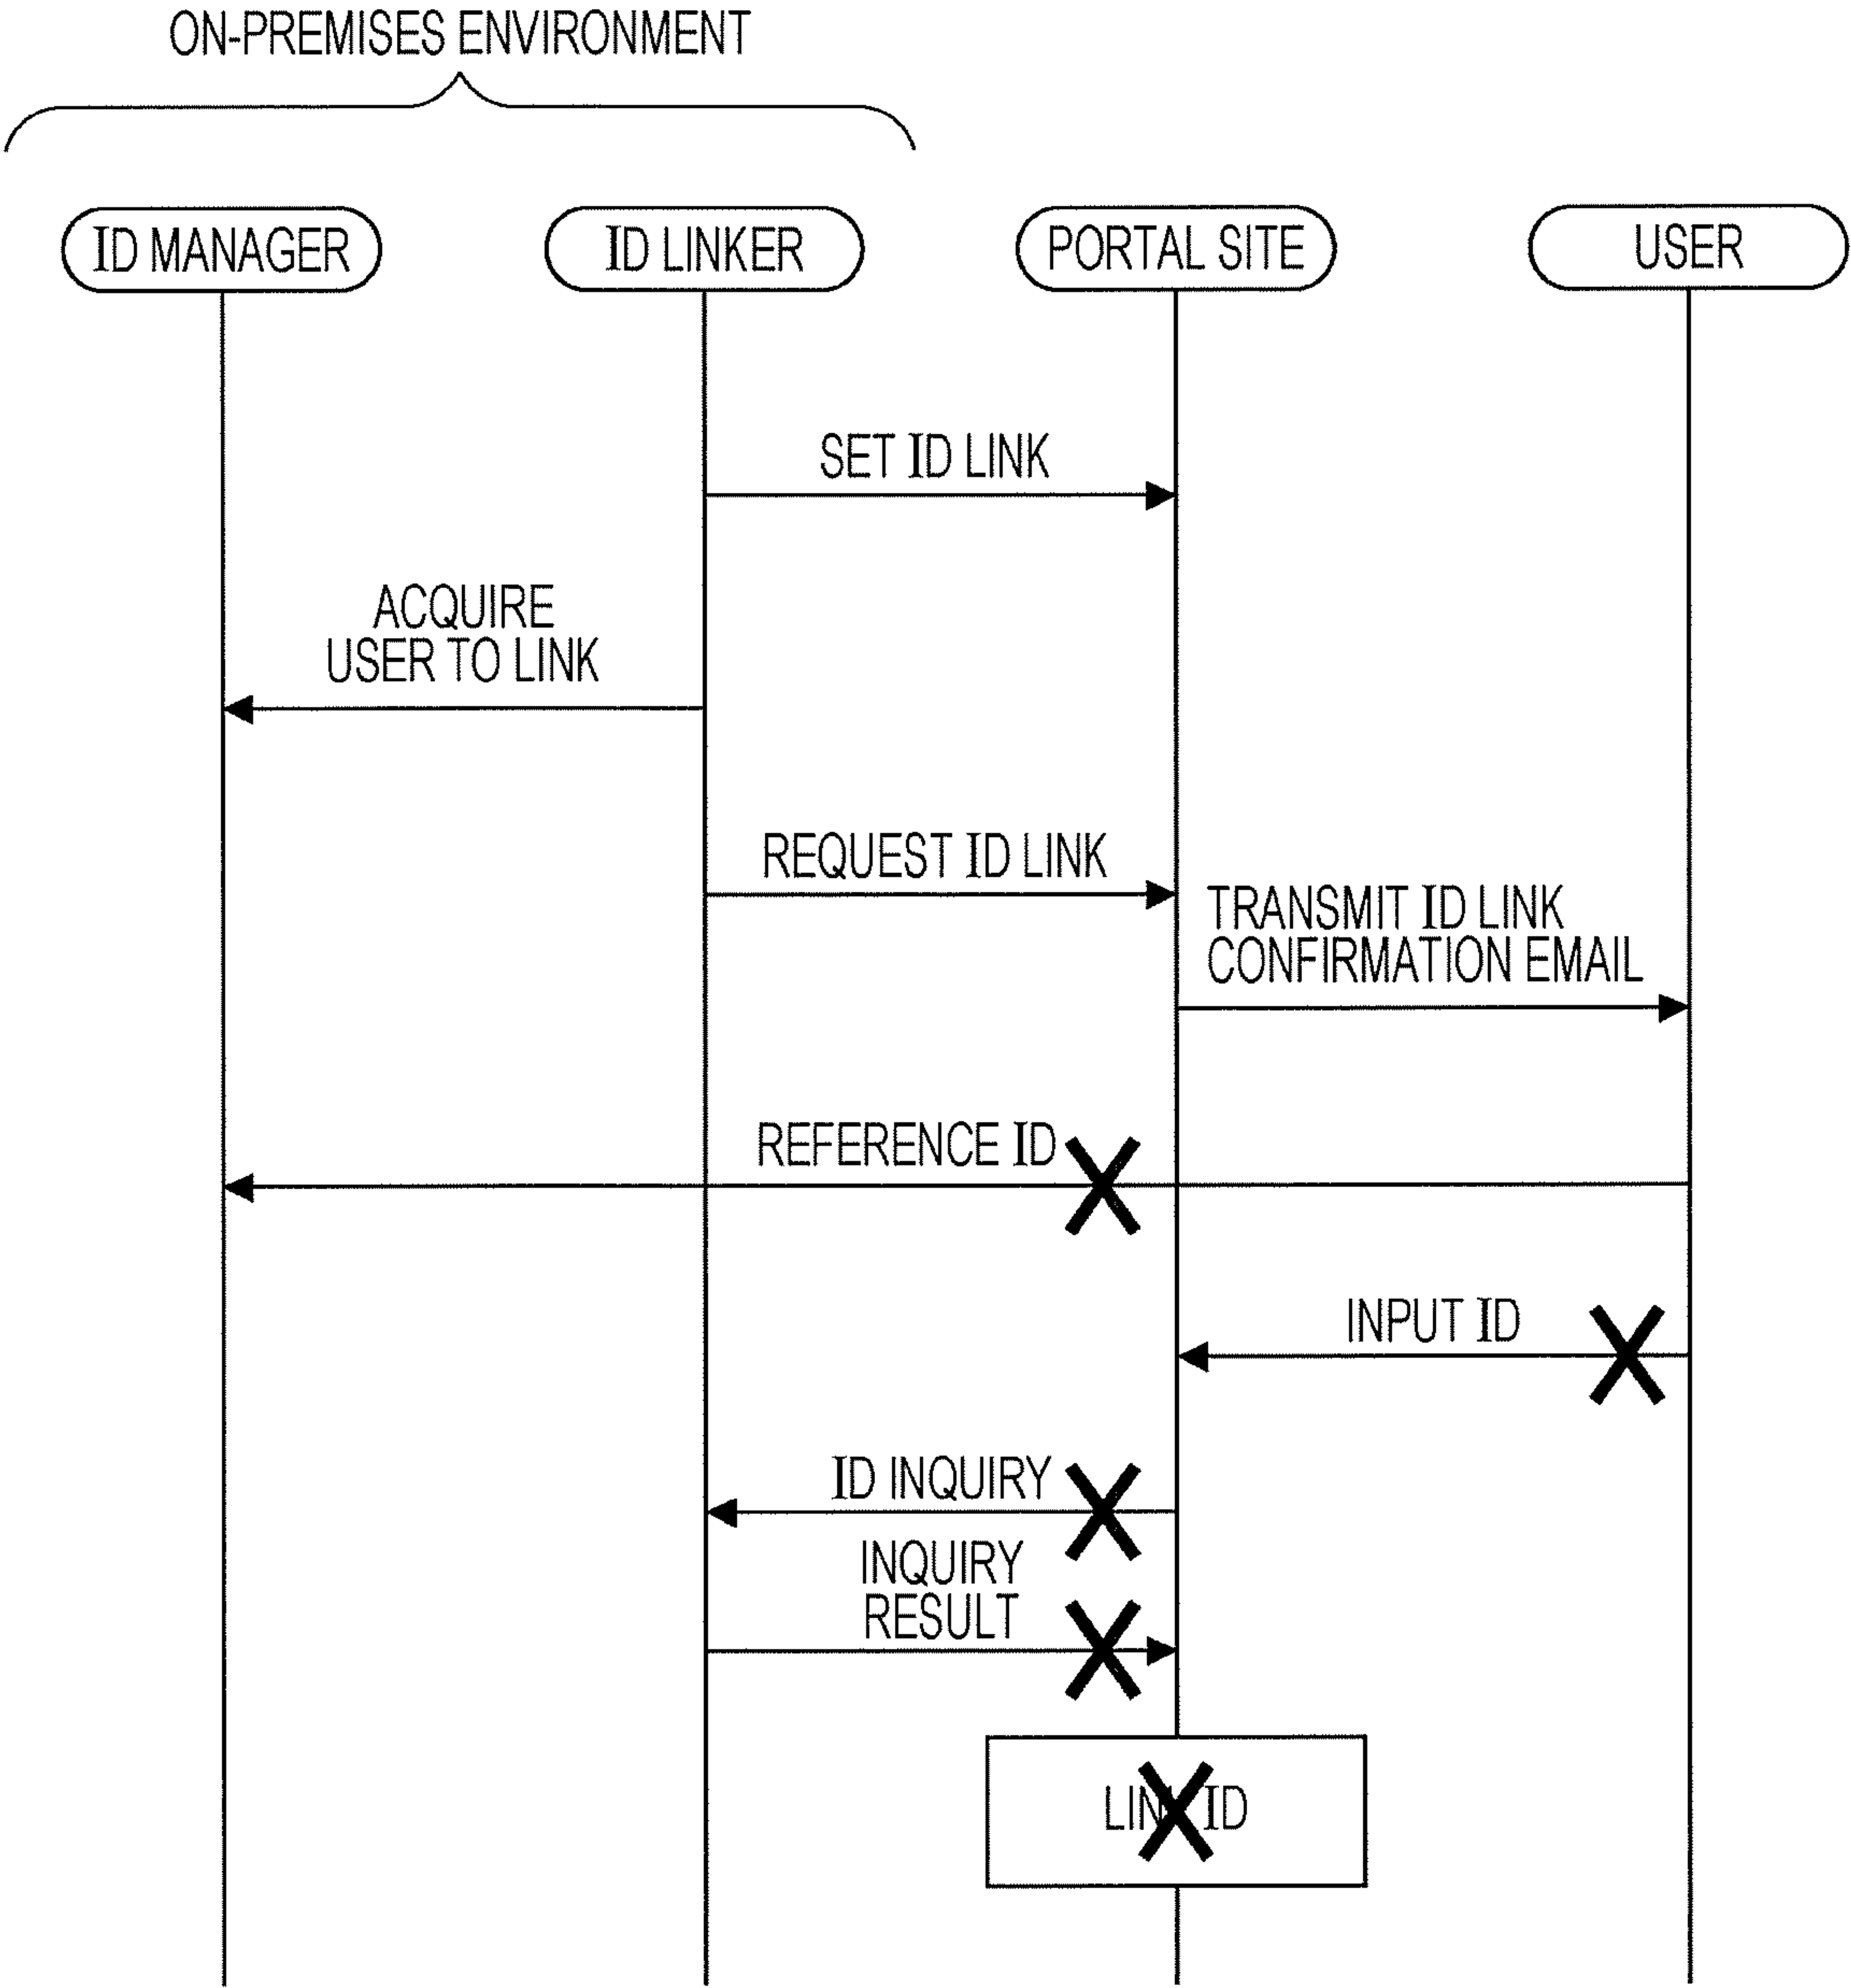 ON-PREMISES ENVIRONMENT
ID MANAGER
ID LINKER
PORTAL SITE
USER
SET ID LINK
ACQUIRE
USER TO LINK
REQUEST ID LINK
TRANSMIT ID LINK
CONFIRMATION EMAIL
REFERENCE ID
INPUT ID
ID INQUIRY
INQUIRY
RESULT
LINK ID